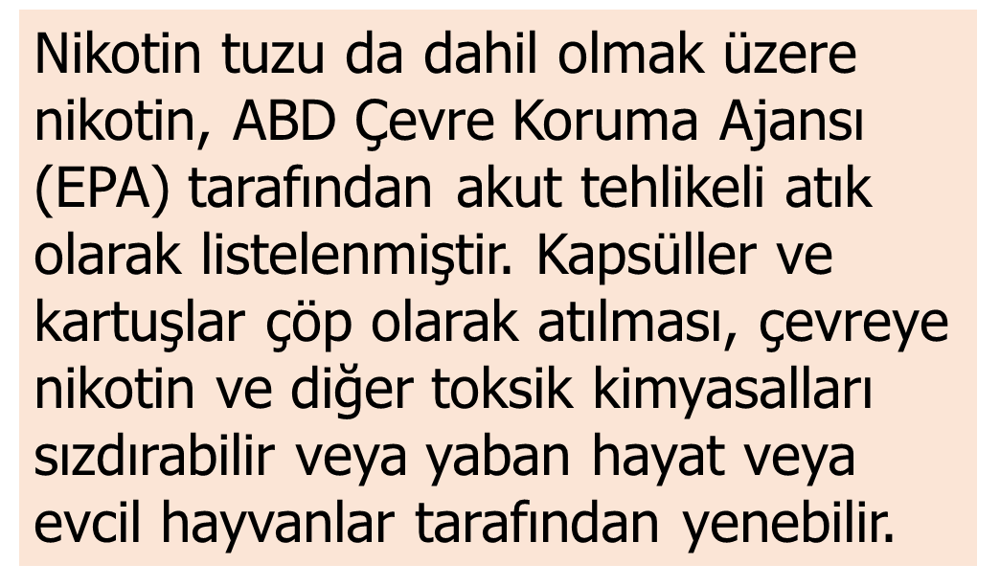 Nikotin tuzu da dahil olmak üzere
nikotin, ABD Çevre Koruma Ajansı
(EPA) tarafından akut tehlikeli atık
olarak listelenmiştir. Kapsüller ve
kartuşlar çöp olarak atılması, çevreye
nikotin ve diğer toksik kimyasalları
sızdırabilir veya yaban hayat veya
evcil hayvanlar tarafından yenebilir.